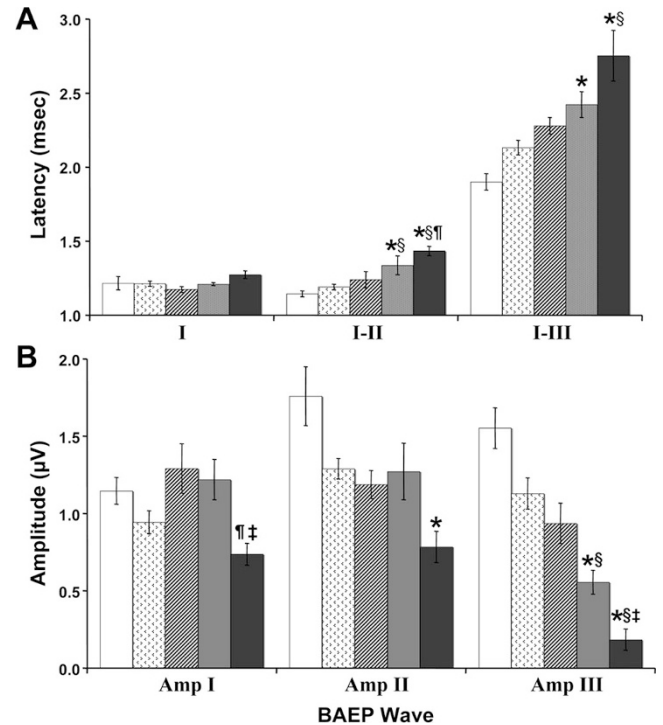 A
Latency (msec)
3.0
2.5
2.0
1.5
1.0
*§
*
*§¶
*§
I
I-II
I-III
B
Amplitude (µV)
2.0
1.5
1.0
0.5
0.0
¶‡
*
*§
*§‡
Amp I
Amp II
Amp III
BAEP Wave